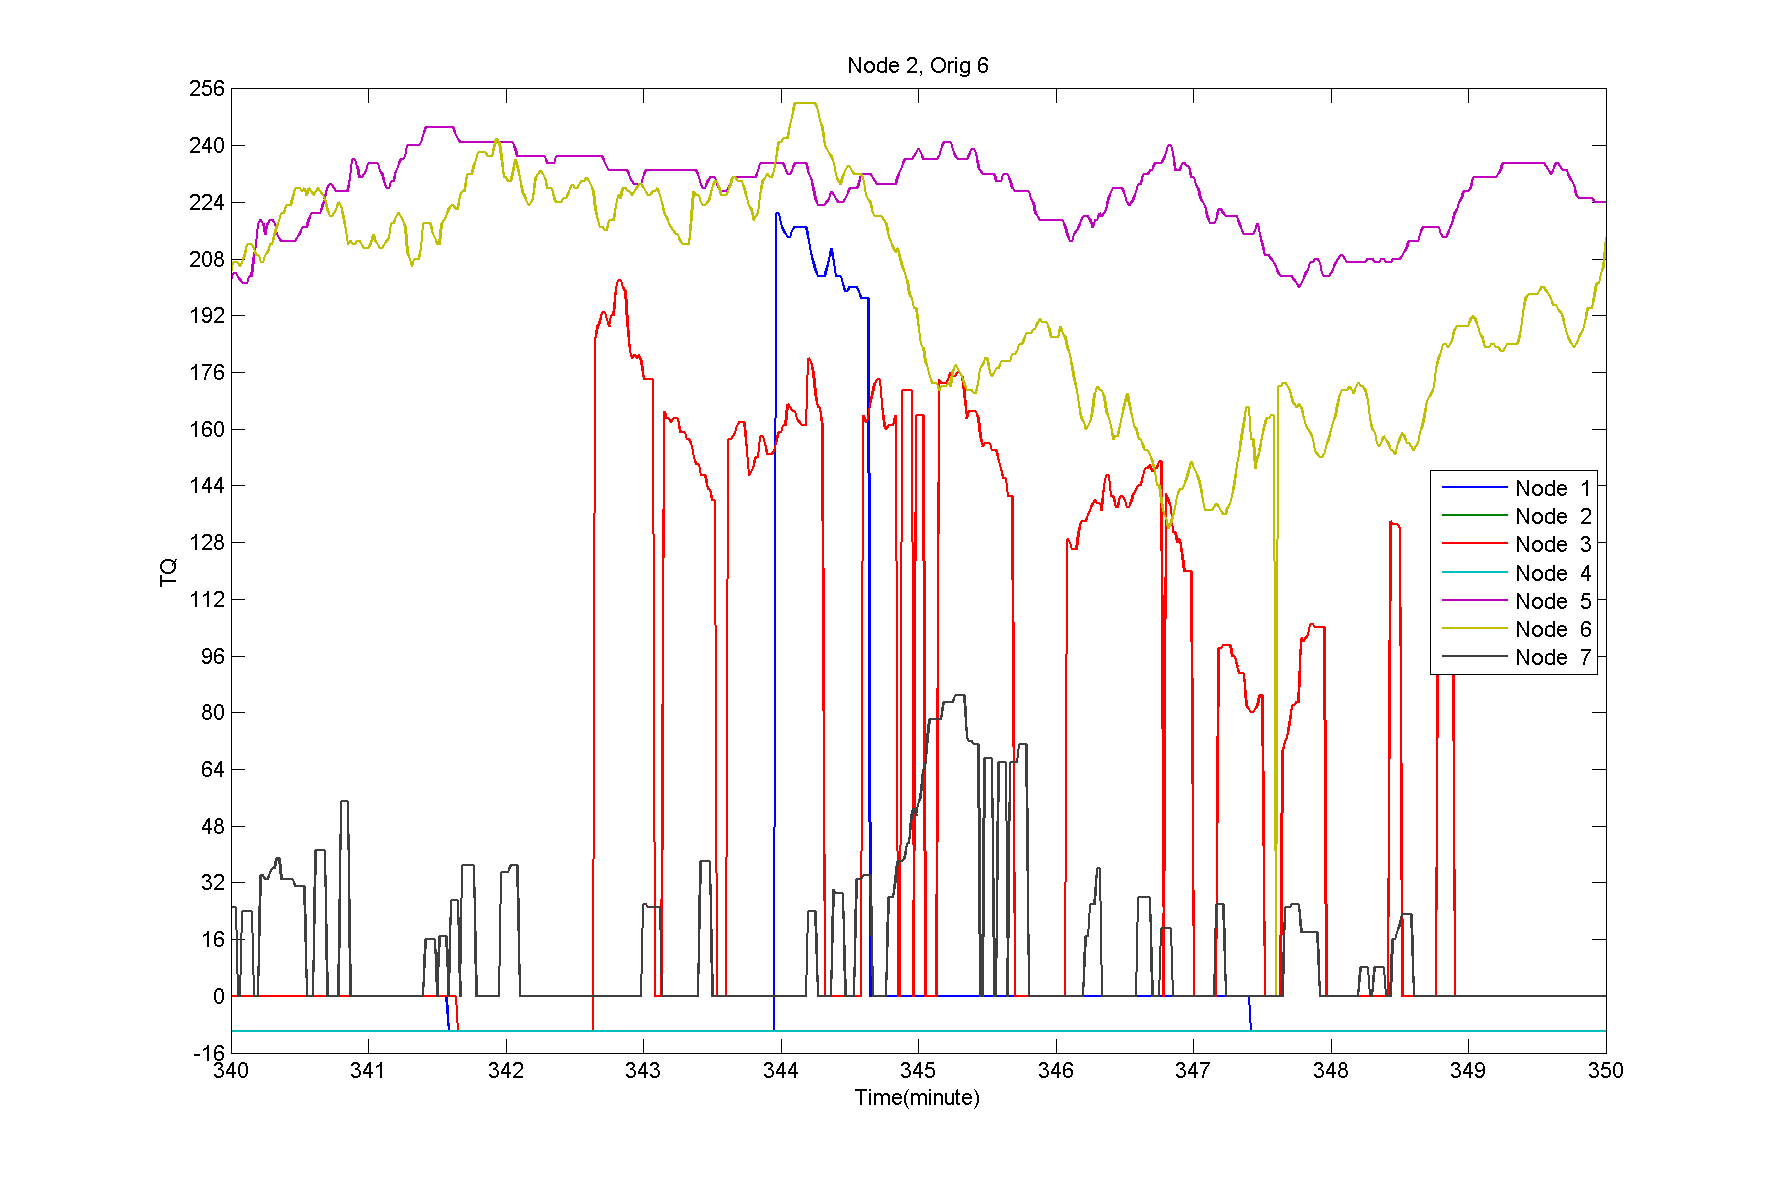 Node 2, Orig 6
256
240
224
208
192
176
160
144
128
112
96
80
64
48
32
16
0
-16
TQ
Node 1
Node 2
Node 3
Node 4
Node 5
Node 6
Node 7
340 341 342 343 344 345 346 347 348 349 350
Time(minute)